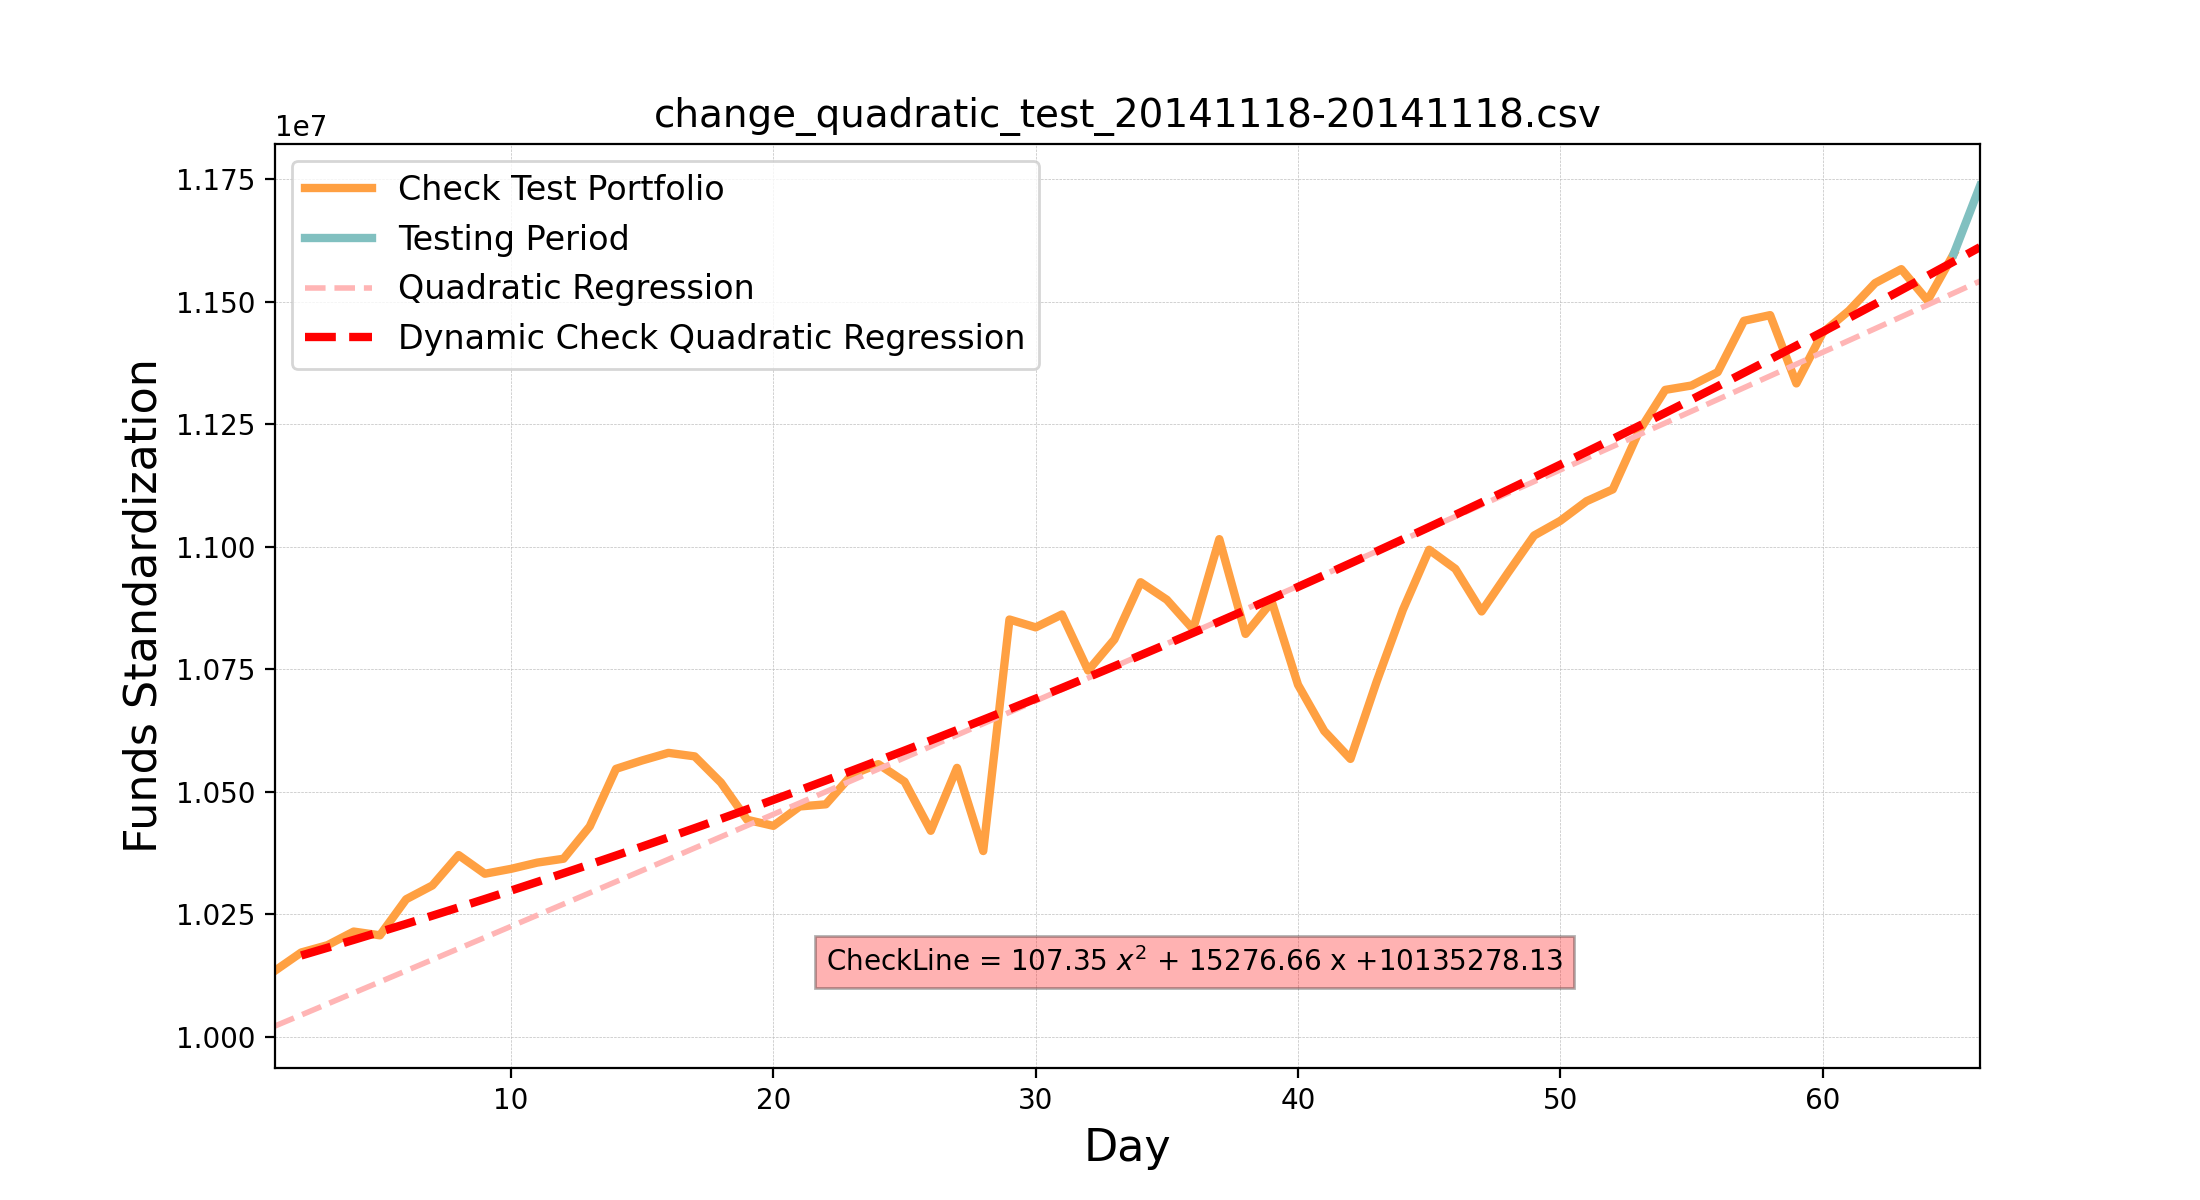 change_quadratic_test_20141118-20141118.csv
1e7
Check Test Portfolio
Testing Period
Quadratic Regression
Dynamic Check Quadratic Regression
1.175
1.150
1.125
1.100
1.075
1.050
1.025
1.000
Funds Standardization
CheckLine = 107.35 x² + 15276.66 x +10135278.13
10 20 30 40 50 60
Day